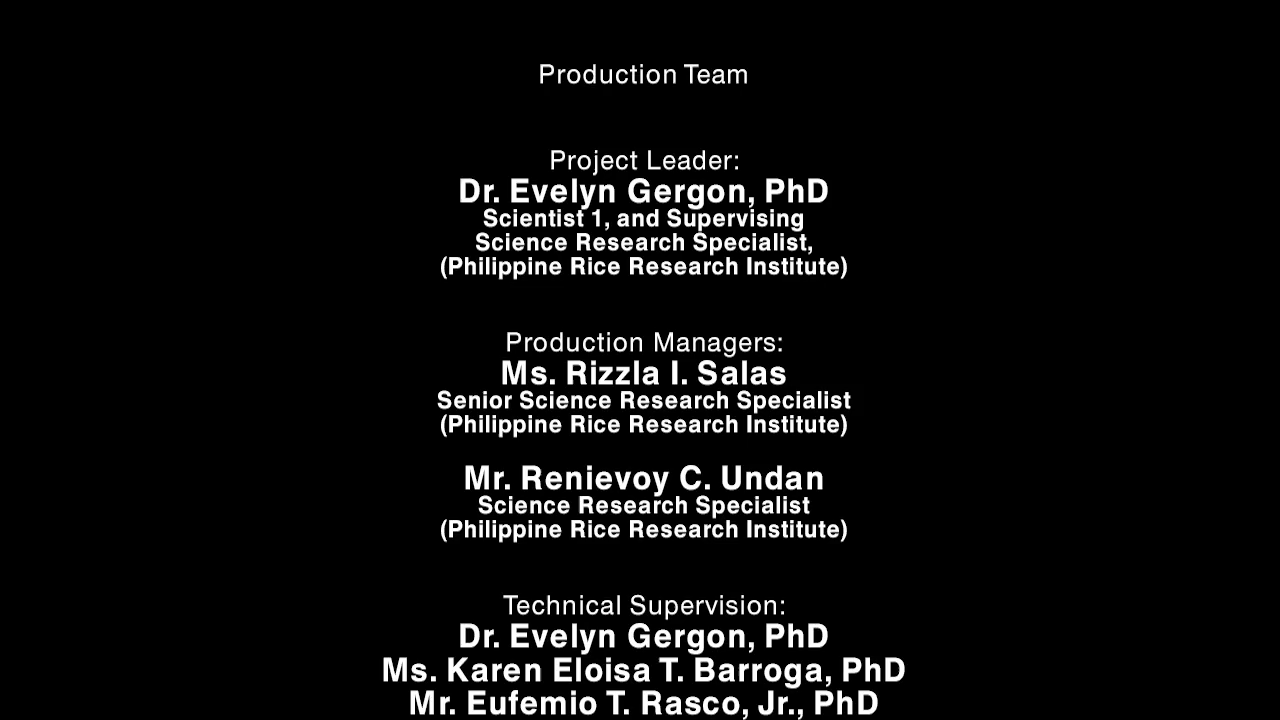 Production Team
Project Leader:
Dr. Evelyn Gergon, PhD
Scientist 1, and Supervising
Science Research Specialist,
(Philippine Rice Research Institute)
Production Managers:
Ms. Rizzla I. Salas
Senior Science Research Specialist
(Philippine Rice Research Institute)
Mr. Renievoy C. Undan
Science Research Specialist
(Philippine Rice Research Institute)
Technical Supervision:
Dr. Evelyn Gergon, PhD
Ms. Karen Eloisa T. Barroga, PhD
Mr. Eufemio T. Rasco, Jr., PhD